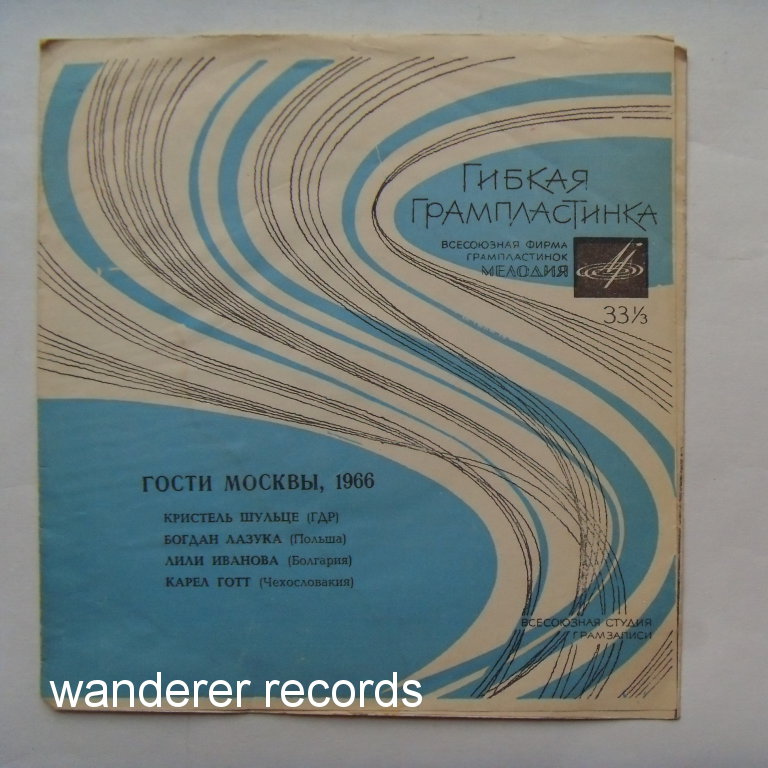 ГИБКАЯ
ГРАМПЛАСТИНКА
ВСЕСОЮЗНАЯ ФИРМА
ГРАМПЛАСТИНОК
МЕЛОДИЯ
33⅓
ГОСТИ МОСКВЫ, 1966
КРИСТЕЛЬ ШУЛЬЦЕ (ГДР)
БОГДАН ЛАЗУКА (Польша)
ЛИЛИ ИВАНОВА (Болгария)
КАРЕЛ ГОТТ (Чехословакия)
ВСЕСОЮЗНАЯ СТУДИЯ
ГРАМЗАПИСИ
wanderer records